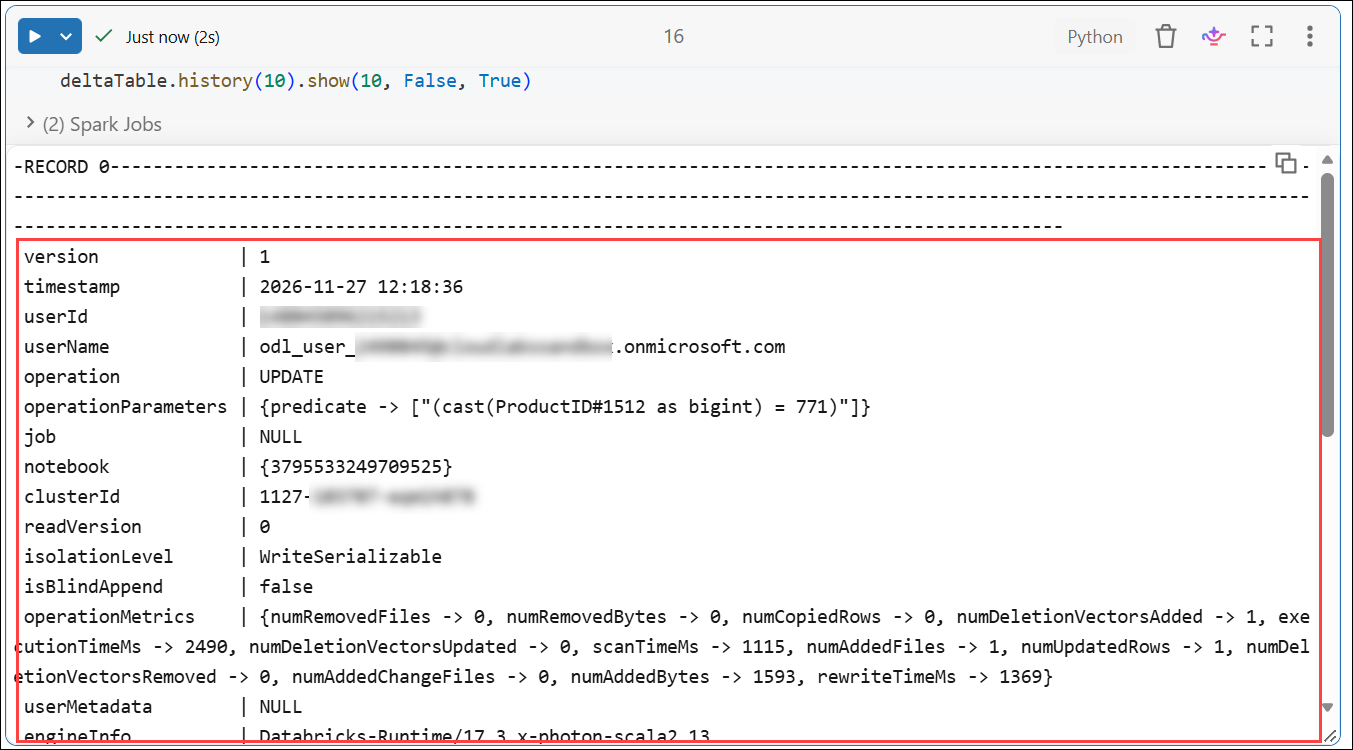 Just now (2s)
16
Python
deltaTable.history(10).show(10, False, True)
(2) Spark Jobs
-RECORD 0---------------------------------------------------------------------------------------------------------------
------------------------------------------------------------------------------------------------------------------------
--------------------------------------------------------------------------------------------------
version | 1
timestamp | 2026-11-27 12:18:36
userId |
userName | odl_user_ .onmicrosoft.com
operation | UPDATE
operationParameters | {predicate -> ["(cast(ProductID#1512 as bigint) = 771)"]}
job | NULL
notebook | {3795533249709525}
clusterId | 1127-
readVersion | 0
isolationLevel | WriteSerializable
isBlindAppend | false
operationMetrics | {numRemovedFiles -> 0, numRemovedBytes -> 0, numCopiedRows -> 0, numDeletionVectorsAdded -> 1, exe
cutionTimeMs -> 2490, numDeletionVectorsUpdated -> 0, scanTimeMs -> 1115, numAddedFiles -> 1, numUpdatedRows -> 1, numDel
etionVectorsRemoved -> 0, numAddedChangeFiles -> 0, numAddedBytes -> 1593, rewriteTimeMs -> 1369}
userMetadata | NULL
engineInfo | Databricks-Runtime/17.3.x-photon-scala2.13